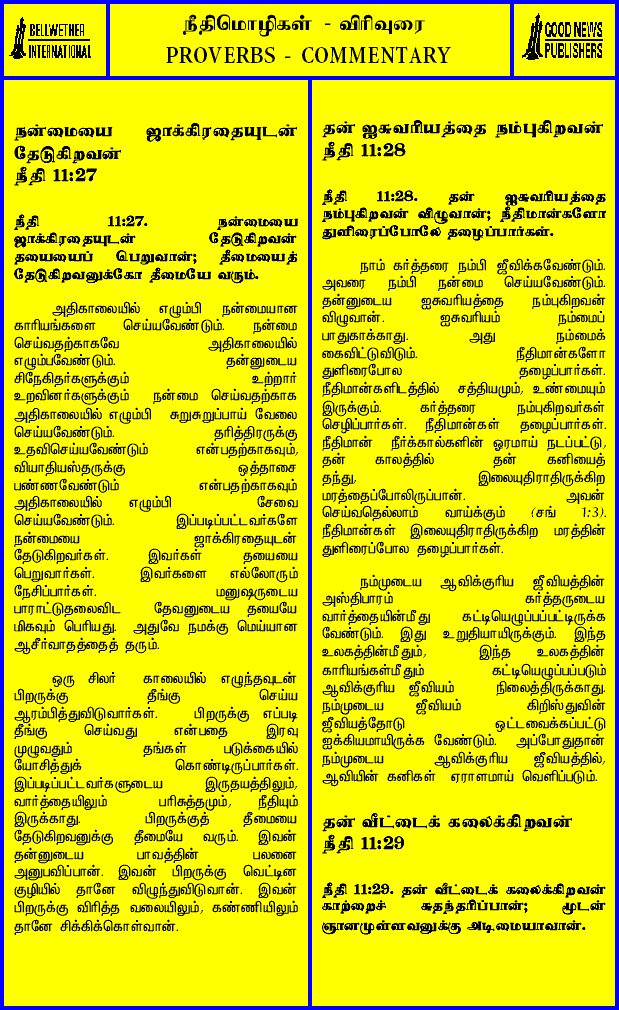 BELLWETHER
INTERNATIONAL
நீதிமொழிகள் - விரிவுரை
PROVERBS - COMMENTARY
GOOD NEWS
PUBLISHERS
நன்மையை ஜாக்கிரதையுடன்
தேடுகிறவன்
நீதி 11:27
நீதி 11:27. நன்மையை
ஜாக்கிரதையுடன் தேடுகிறவன்
தயையைப் பெறுவான்; தீமையைத்
தேடுகிறவனுக்கோ தீமையே வரும்.
அதிகாலையில் எழும்பி நன்மையான
காரியங்களை செய்யவேண்டும். நன்மை
செய்வதற்காகவே அதிகாலையில்
எழும்பவேண்டும். தன்னுடைய
சிநேகிதர்களுக்கும் உற்றார்
உறவினர்களுக்கும் நன்மை செய்வதற்காக
அதிகாலையில் எழும்பி சுறுசுறுப்பாய் வேலை
செய்யவேண்டும். தரித்திரருக்கு
உதவிசெய்யவேண்டும் என்பதற்காகவும்,
வியாதியஸ்தருக்கு ஒத்தாசை
பண்ணவேண்டும் என்பதற்காகவும்
அதிகாலையில் எழும்பி சேவை
செய்யவேண்டும். இப்படிப்பட்டவர்களே
நன்மையை ஜாக்கிரதையுடன்
தேடுகிறவர்கள். இவர்கள் தயையை
பெறுவார்கள். இவர்களை எல்லோரும்
நேசிப்பார்கள். மனுஷருடைய
பாராட்டுதலைவிட தேவனுடைய தயையே
மிகவும் பெரியது. அதுவே நமக்கு மெய்யான
ஆசீர்வாதத்தைத் தரும்.
ஒரு சிலர் காலையில் எழுந்தவுடன்
பிறருக்கு தீங்கு செய்ய
ஆரம்பித்துவிடுவார்கள். பிறருக்கு எப்படி
தீங்கு செய்வது என்பதை இரவு
முழுவதும் தங்கள் படுக்கையில்
யோசித்துக் கொண்டிருப்பார்கள்.
இப்படிப்பட்டவர்களுடைய இருதயத்திலும்,
வார்த்தையிலும் பரிசுத்தமும், நீதியும்
இருக்காது. பிறருக்குத் தீமையை
தேடுகிறவனுக்கு தீமையே வரும். இவன்
தன்னுடைய பாவத்தின் பலனை
அனுபவிப்பான். இவன் பிறருக்கு வெட்டின
குழியில் தானே விழுந்துவிடுவான். இவன்
பிறருக்கு விரித்த வலையிலும், கண்ணியிலும்
தானே சிக்கிக்கொள்வான்.
தன் ஐசுவரியத்தை நம்புகிறவன்
நீதி 11:28
நீதி 11:28. தன் ஐசுவரியத்தை
நம்புகிறவன் விழுவான்; நீதிமான்களோ
துளிரைப்போலே தழைப்பார்கள்.
நாம் கர்த்தரை நம்பி ஜீவிக்கவேண்டும்.
அவரை நம்பி நன்மை செய்யவேண்டும்.
தன்னுடைய ஐசுவரியத்தை நம்புகிறவன்
விழுவான். ஐசுவரியம் நம்மைப்
பாதுகாக்காது. அது நம்மைக்
கைவிட்டுவிடும். நீதிமான்களோ
துளிரைபோல தழைப்பார்கள்.
நீதிமான்களிடத்தில் சத்தியமும், உண்மையும்
இருக்கும். கர்த்தரை நம்புகிறவர்கள்
செழிப்பார்கள். நீதிமான்கள் தழைப்பார்கள்.
நீதிமான் நீர்க்கால்களின் ஓரமாய் நடப்பட்டு,
தன் காலத்தில் தன் கனியைத்
தந்து, இலையுதிராதிருக்கிற
மரத்தைப்போலிருப்பான். அவன்
செய்வதெல்லாம் வாய்க்கும் (சங் 1:3).
நீதிமான்கள் இலையுதிராதிருக்கிற மரத்தின்
துளிரைப்போல தழைப்பார்கள்.
நம்முடைய ஆவிக்குரிய ஜீவியத்தின்
அஸ்திபாரம் கர்த்தருடைய
வார்த்தையின்மீது கட்டியெழுப்பப்பட்டிருக்க
வேண்டும். இது உறுதியாயிருக்கும். இந்த
உலகத்தின்மீதும், இந்த உலகத்தின்
காரியங்கள்மீதும் கட்டியெழுப்பப்படும்
ஆவிக்குரிய ஜீவியம் நிலைத்திருக்காது.
நம்முடைய ஜீவியம் கிறிஸ்துவின்
ஜீவியத்தோடு ஒட்டவைக்கப்பட்டு
ஐக்கியமாயிருக்க வேண்டும். அப்போதுதான்
நம்முடைய ஆவிக்குரிய ஜீவியத்தில்,
ஆவியின் கனிகள் ஏராளமாய் வெளிப்படும்.
தன் வீட்டைக் கலைக்கிறவன்
நீதி 11:29
நீதி 11:29. தன் வீட்டைக் கலைக்கிறவன்
காற்றைச் சுதந்தரிப்பான்; மூடன்
ஞானமுள்ளவனுக்கு அடிமையாவான்.